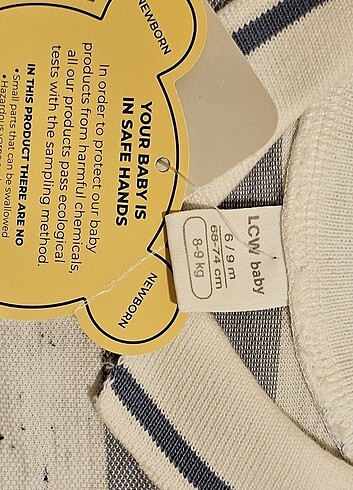 NEWBORN
YOUR BABY IS
IN SAFE HANDS
In order to protect our baby
products from harmful chemicals,
all our products pass ecological
tests with the sampling method.
IN THIS PRODUCT THERE ARE NO
• Small parts that can be swallowed
• Hazardous
NEWBORN
LCW baby
6 / 9 m
68-74 cm
8-9 kg